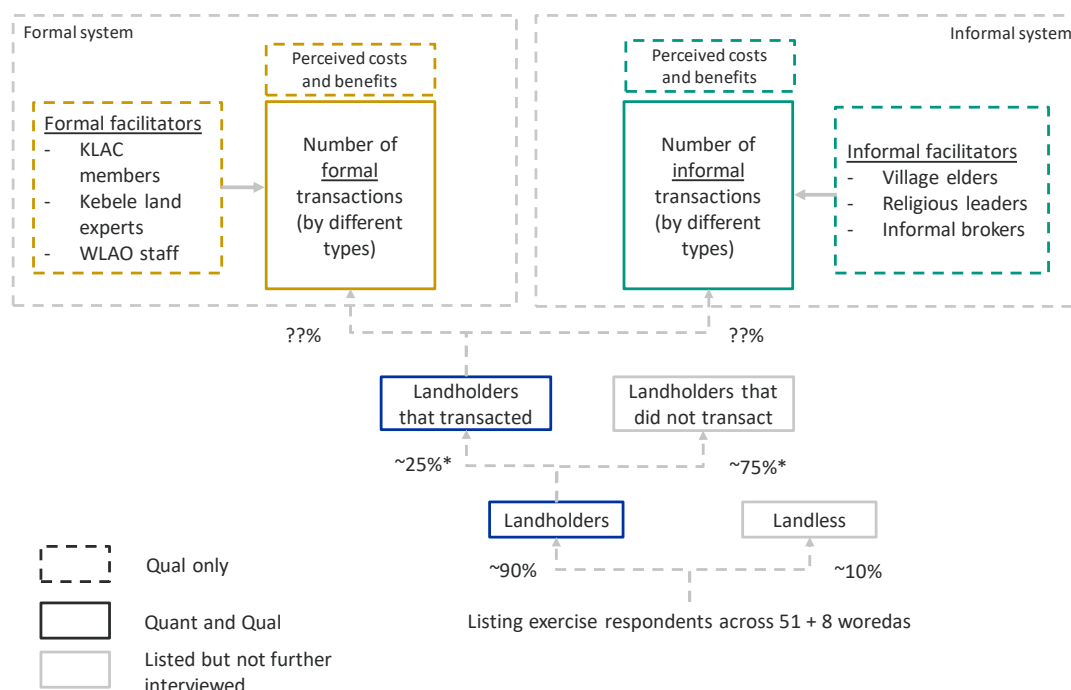 Formal system
Informal system
Perceived costs
and benefits
Perceived costs
and benefits
Formal facilitators
- KLAC
members
- Kebele land
experts
- WLAO staff
Number of
formal
transactions
(by different
types)
Number of
informal
transactions
(by different
types)
Informal facilitators
- Village elders
- Religious leaders
- Informal brokers
??%
??%
Landholders
that transacted
Landholders that
did not transact
~25%*
~75%*
Landholders
Landless
~90%
~10%
Listing exercise respondents across 51 + 8 woredas
Qual only
Quant and Qual
Listed but not further
interviewed